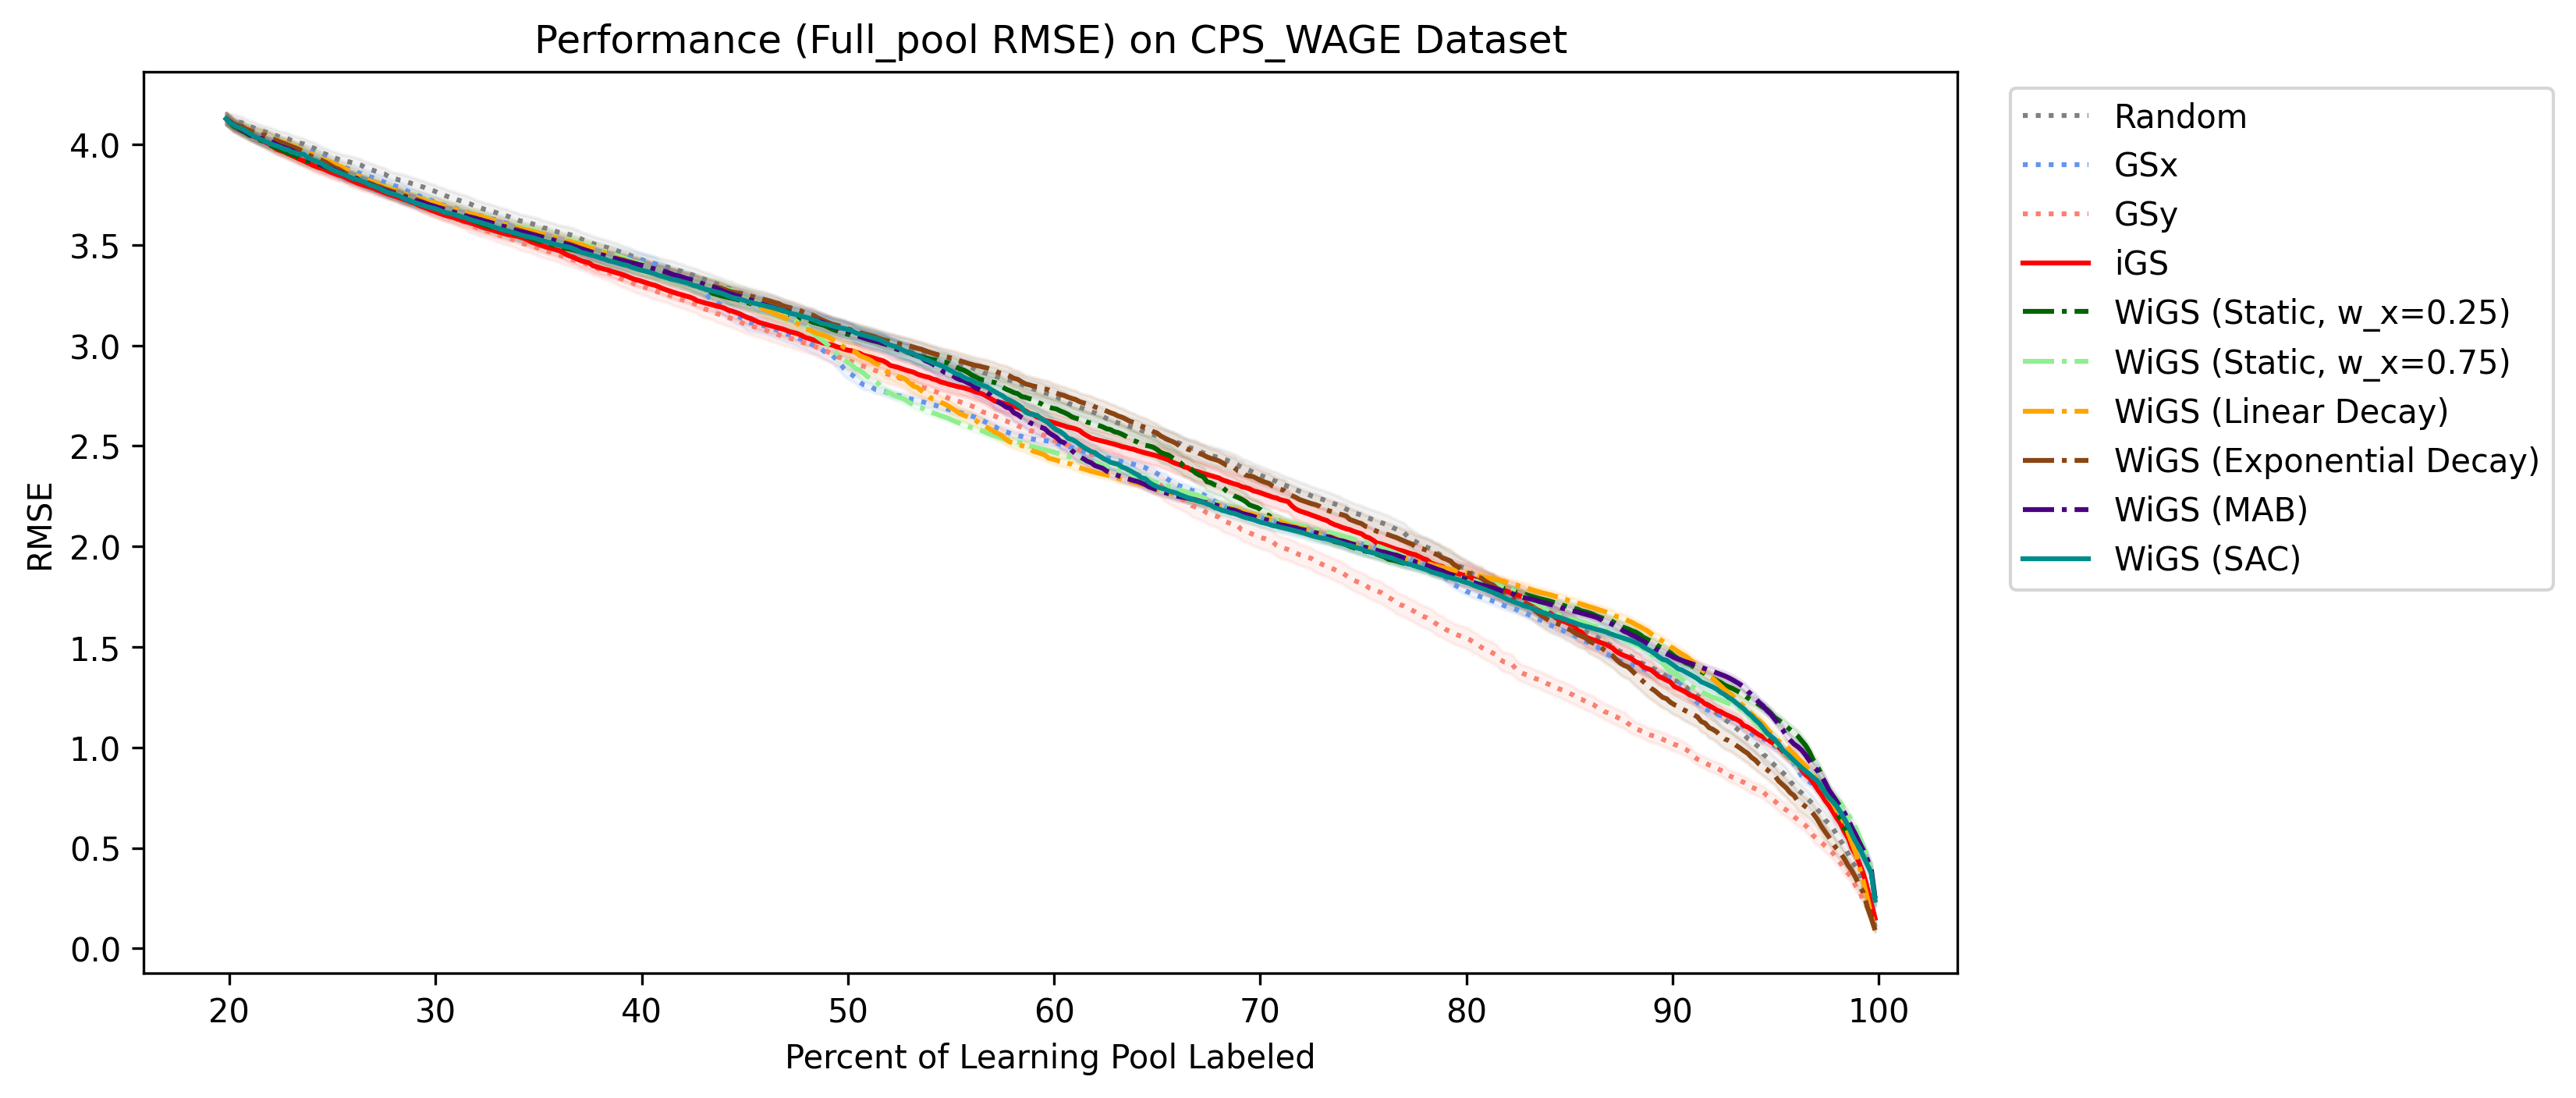 Performance (Full_pool RMSE) on CPS_WAGE Dataset
RMSE
4.0
3.5
3.0
2.5
2.0
1.5
1.0
0.5
0.0
20 30 40 50 60 70 80 90 100
Percent of Learning Pool Labeled
Random
GSx
GSy
iGS
WiGS (Static, w_x=0.25)
WiGS (Static, w_x=0.75)
WiGS (Linear Decay)
WiGS (Exponential Decay)
WiGS (MAB)
WiGS (SAC)